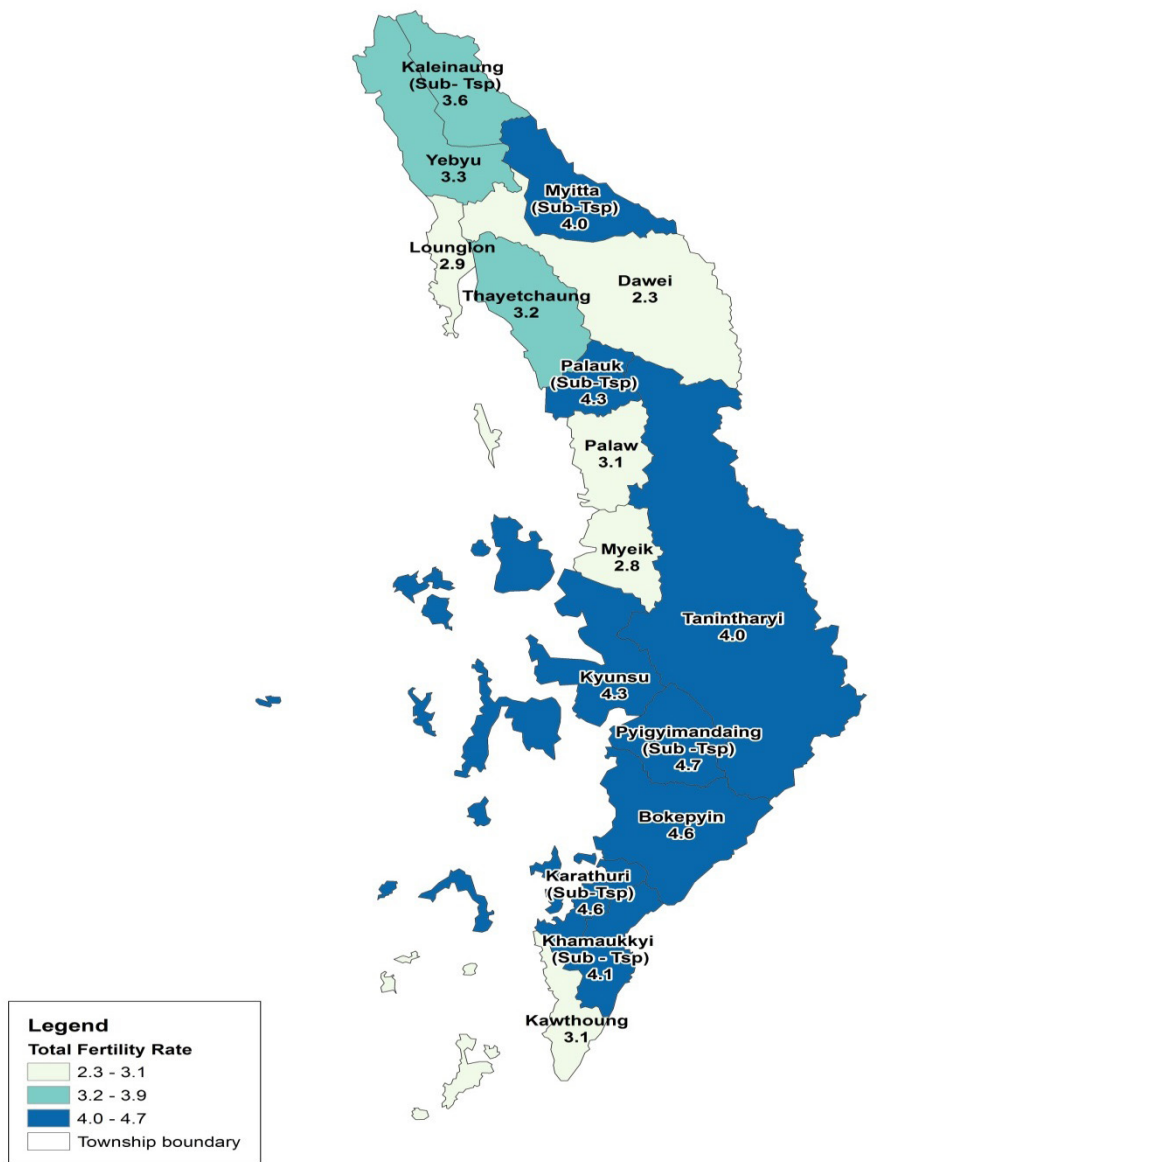 Kaleinaung
(Sub- Tsp)
3.6
Yebyu
3.3
Myitta
(Sub-Tsp)
4.0
Lounglon
2.9
Dawei
2.3
Thayetchaung
3.2
Palauk
(Sub-Tsp)
4.3
Palaw
3.1
Myeik
2.8
Tanintharyi
4.0
Kyunsu
4.3
Pyigyimandaing
(Sub -Tsp)
4.7
Bokepyin
4.6
Karathuri
(Sub-Tsp)
4.6
Khamaukkyi
(Sub - Tsp)
4.1
Kawthoung
3.1
Legend
Total Fertility Rate
2.3 - 3.1
3.2 - 3.9
4.0 - 4.7
Township boundary